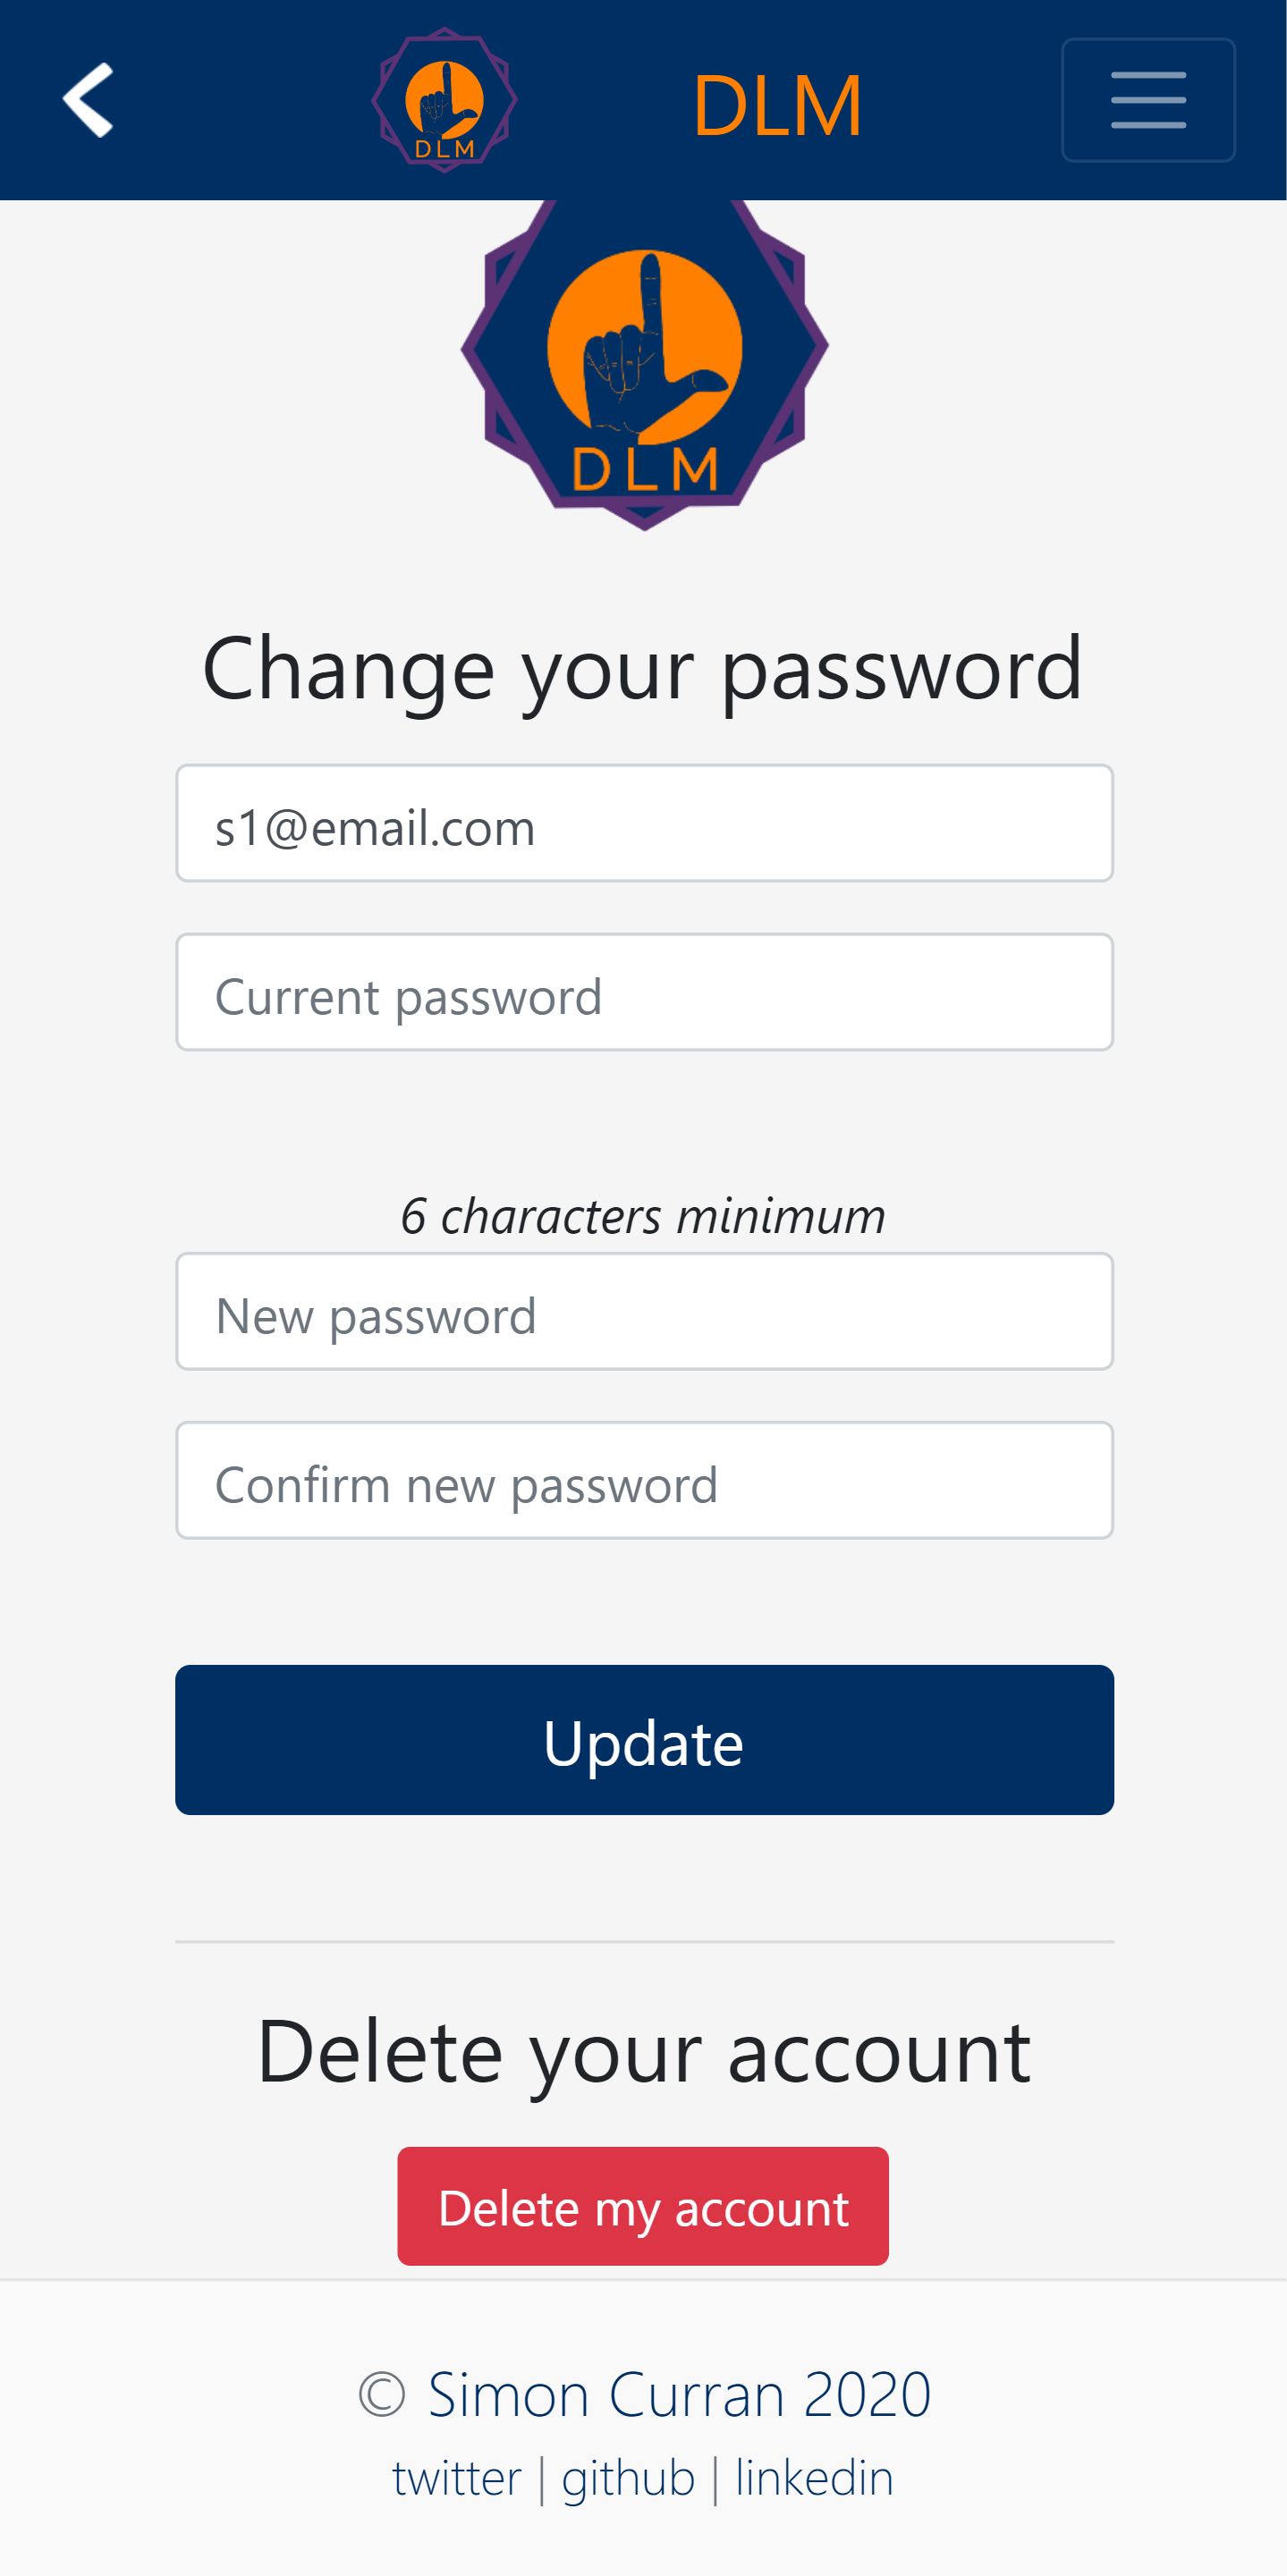 DLM
DLM
DLM
Change your password
s1@email.com
Current password
6 characters minimum
New password
Confirm new password
Update
Delete your account
Delete my account
© Simon Curran 2020
twitter | github | linkedin